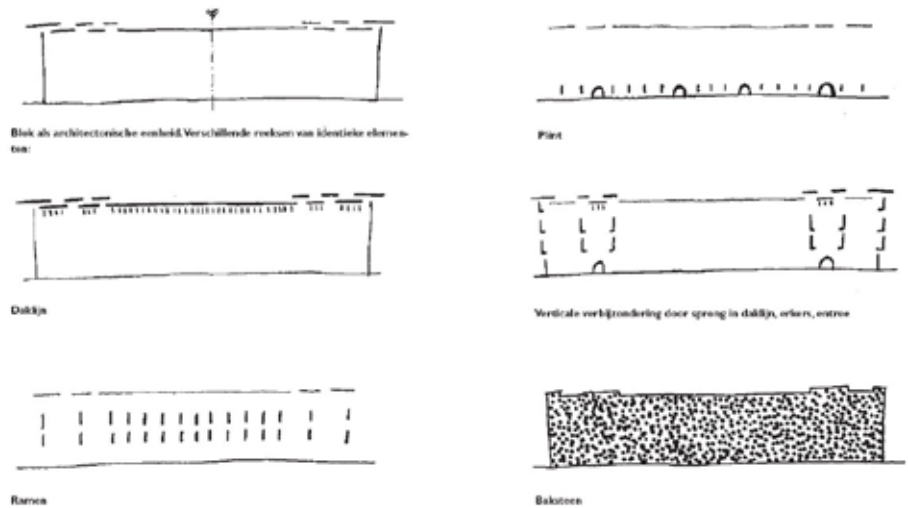 Blok als architectonische eenheid. Verschillende reeksen van identieke elemen-
ten:
Plint
Daklijn
Verticale verbijzondering door sprong in daklijn, erkers, entree
Ramen
Baksteen